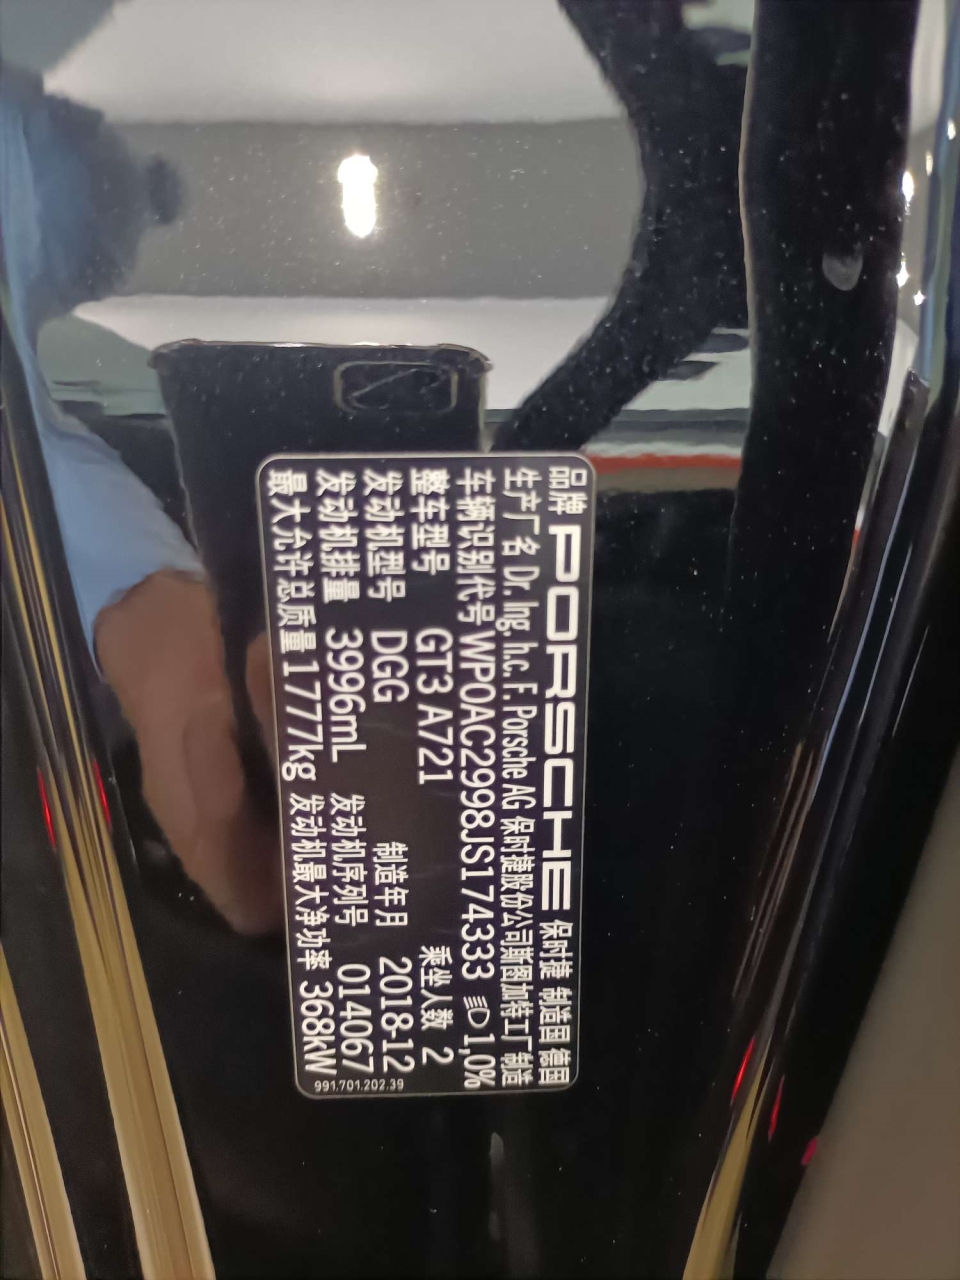 品牌 PORSCHE 保时捷 制造国 德国
生产厂名 Dr. Ing. h.c. F. Porsche AG 保时捷股份公司斯图加特工厂制造
车辆识别代号 WP0AC2998JS174333 1,0%
整车型号 GT3 A721 乘坐人数 2
发动机型号 DGG 制造年月 2018-12
发动机排量 3996mL 发动机序列号 014067
最大允许总质量 1777kg 发动机最大净功率 368kW
991.701.202.39